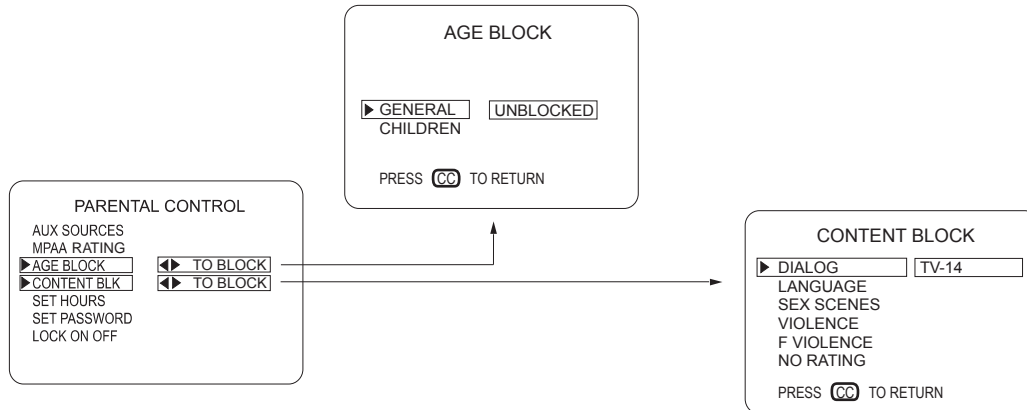 AGE BLOCK
GENERAL UNBLOCKED
CHILDREN
PRESS CC TO RETURN
PARENTAL CONTROL
AUX SOURCES
MPAA RATING
AGE BLOCK TO BLOCK
CONTENT BLK TO BLOCK
SET HOURS
SET PASSWORD
LOCK ON OFF
CONTENT BLOCK
DIALOG TV-14
LANGUAGE
SEX SCENES
VIOLENCE
F VIOLENCE
NO RATING
PRESS CC TO RETURN